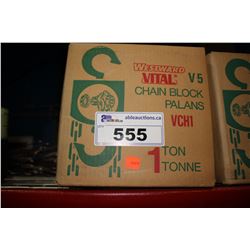 WESTWARD
VITAL® V5
CHAIN BLOCK
PALANS
VCH1
ableauctions.ca
555
1 TON
TONNE